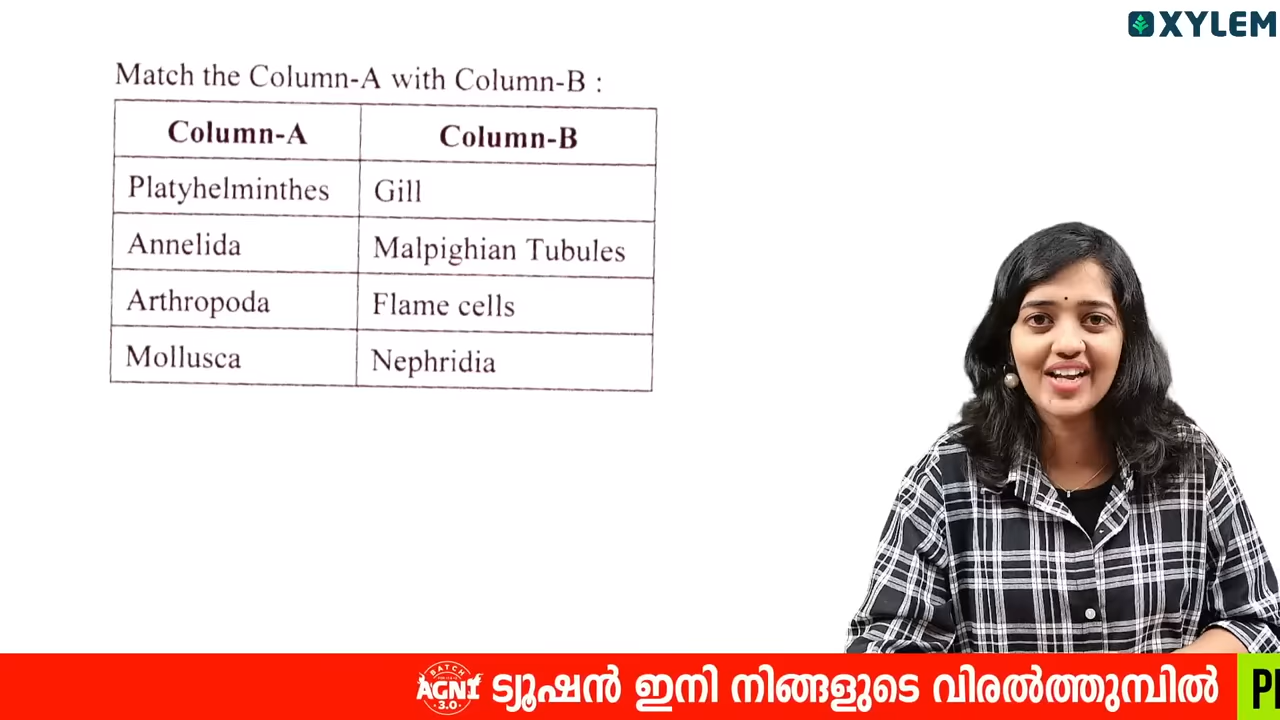 XYLEM
Match the Column-A with Column-B :
Column-A Column-B
Platyhelminthes Gill
Annelida Malpighian Tubules
Arthropoda Flame cells
Mollusca Nephridia
BATCH
AGNI
3.0
ട്യൂഷൻ ഇനി നിങ്ങളുടെ വിരൽത്തുമ്പിൽ